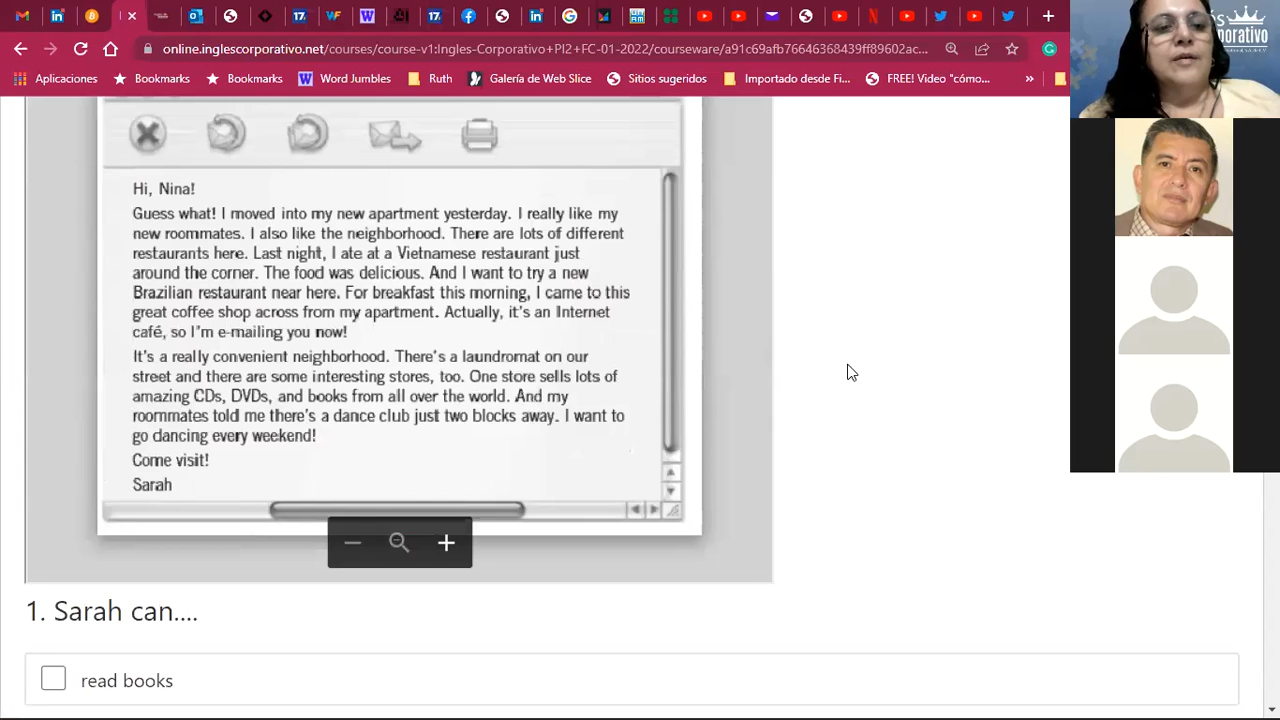 online.inglescorporativo.net/courses/course-v1:Ingles-Corporativo+PI2+FC-01-2022/courseware/a91c69afb76646368439ff89602ac...
Aplicaciones
Bookmarks
Bookmarks
Word Jumbles
Ruth
Galería de Web Slice
Sitios sugeridos
Importado desde Fi...
FREE! Video "cómo...
»
Hi, Nina!
Guess what! I moved into my new apartment yesterday. I really like my
new roommates. I also like the neighborhood. There are lots of different
restaurants here. Last night, I ate at a Vietnamese restaurant just
around the corner. The food was delicious. And I want to try a new
Brazilian restaurant near here. For breakfast this morning, I came to this
great coffee shop across from my apartment. Actually, it's an Internet
café, so I'm e-mailing you now!
It's a really convenient neighborhood. There's a laundromat on our
street and there are some interesting stores, too. One store sells lots of
amazing CDs, DVDs, and books from all over the world. And my
roommates told me there's a dance club just two blocks away. I want to
go dancing every weekend!
Come visit!
Sarah
1. Sarah can....
read books